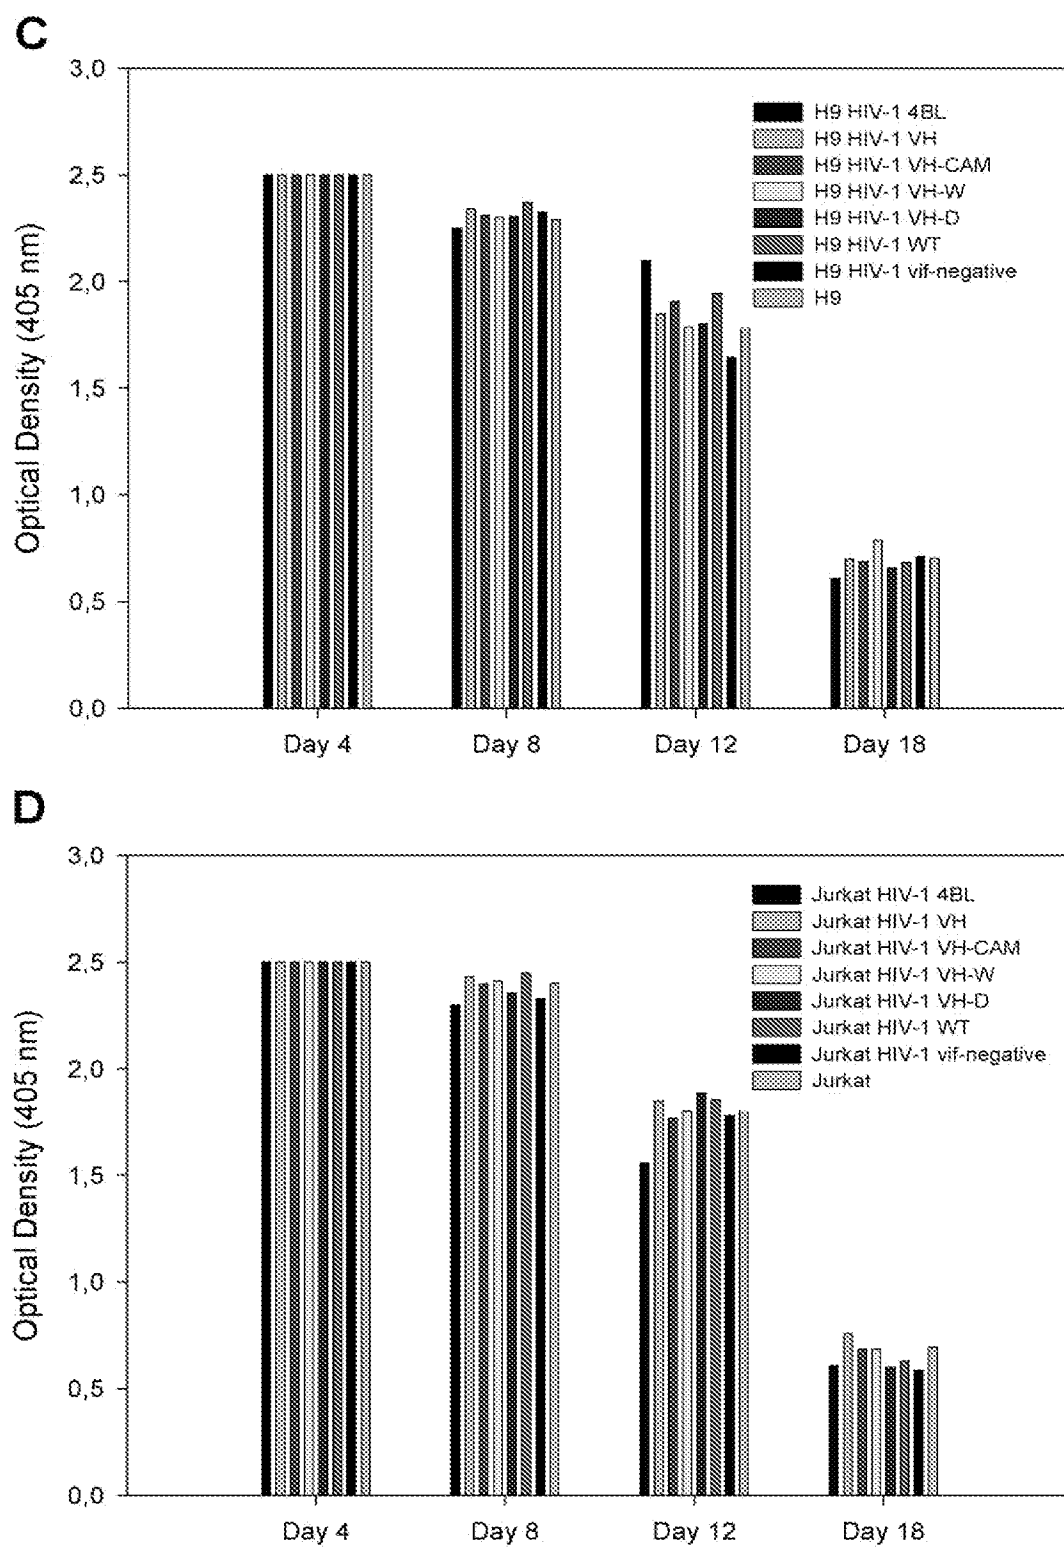 C
3,0
2,5
2,0
1,5
1,0
0,5
0,0
Optical Density (405 nm)
H9 HIV-1 4BL
H9 HIV-1 VH
H9 HIV-1 VH-CAM
H9 HIV-1 VH-W
H9 HIV-1 VH-D
H9 HIV-1 WT
H9 HIV-1 vif-negative
H9
Day 4 Day 8 Day 12 Day 18
D
3,0
2,5
2,0
1,5
1,0
0,5
0,0
Optical Density (405 nm)
Jurkat HIV-1 4BL
Jurkat HIV-1 VH
Jurkat HIV-1 VH-CAM
Jurkat HIV-1 VH-W
Jurkat HIV-1 VH-D
Jurkat HIV-1 WT
Jurkat HIV-1 vif-negative
Jurkat
Day 4 Day 8 Day 12 Day 18